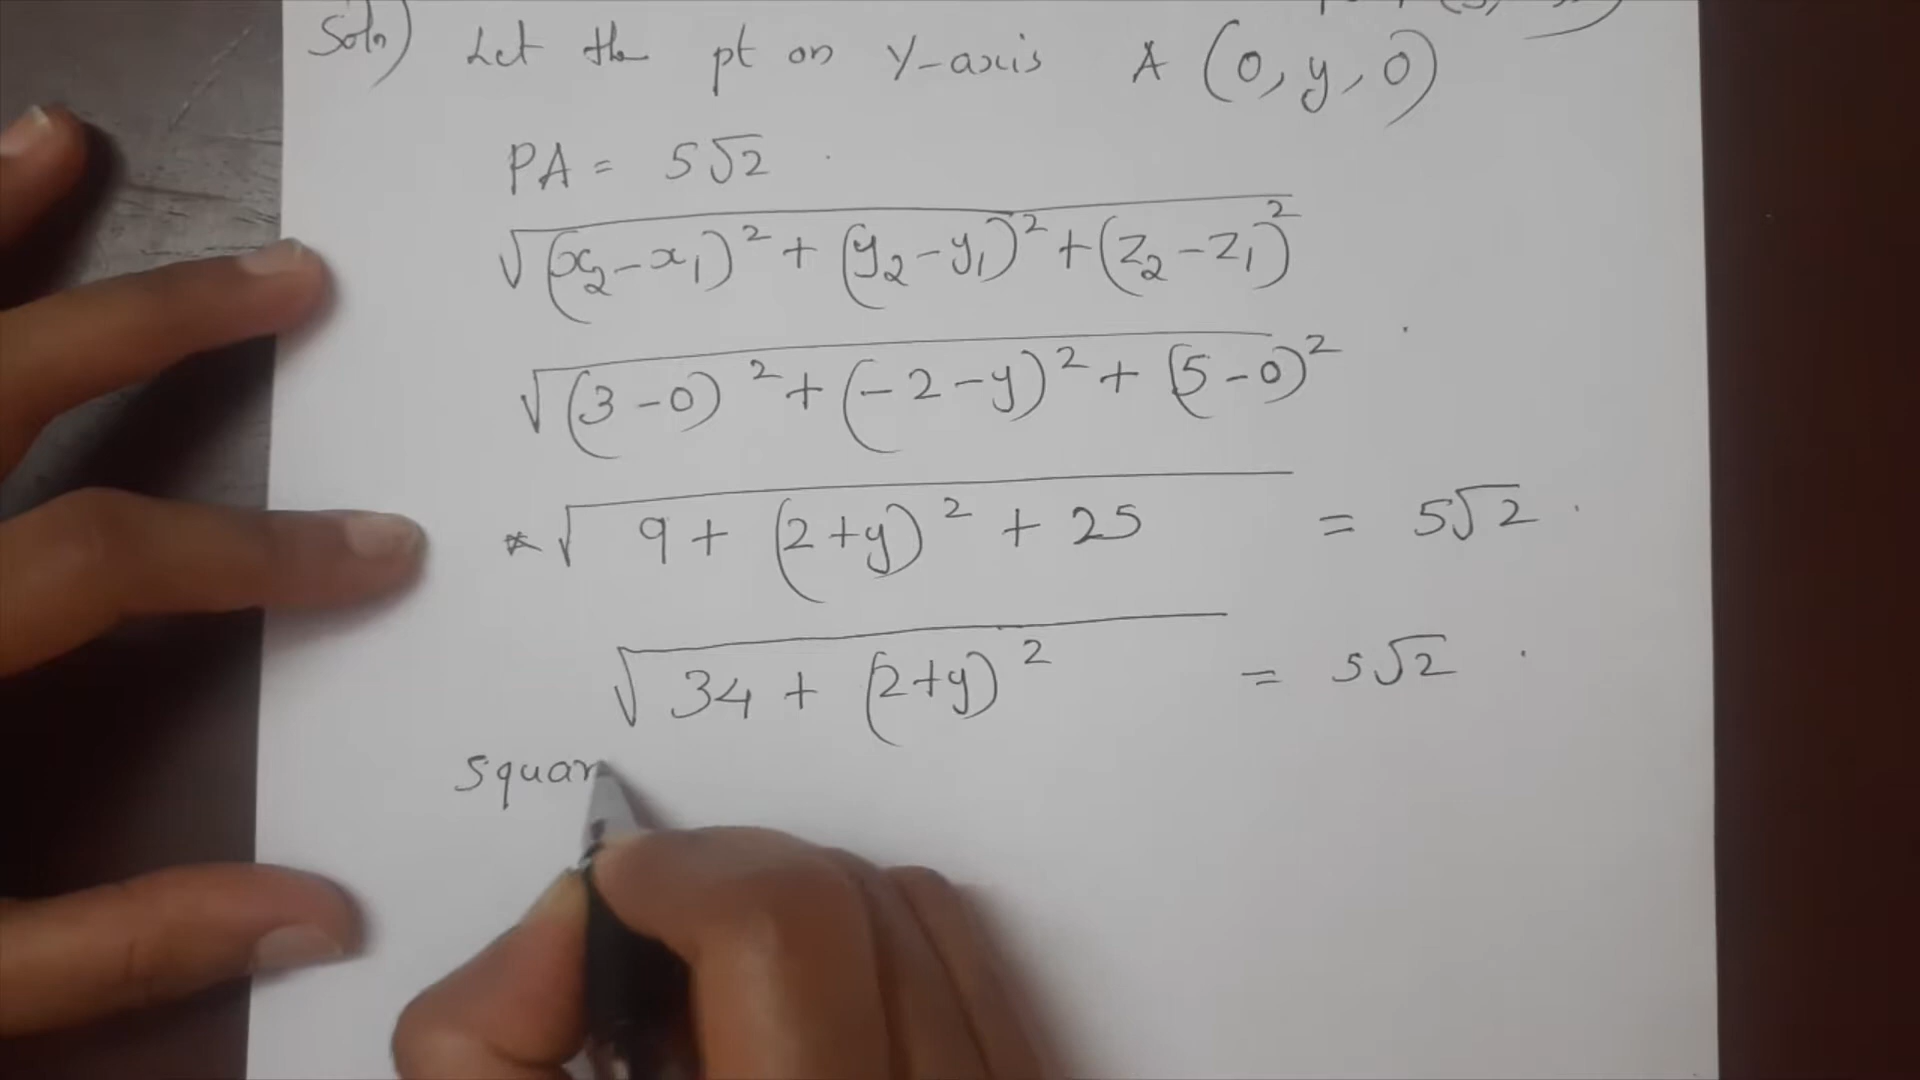 Soln) Let the pt on Y-axis A (0, y, 0)
PA = 5√2
√(x₂-x₁)² + (y₂-y₁)² + (z₂-z₁)²
√(3-0)² + (-2-y)² + (5-0)²
√9 + (2+y)² + 25 = 5√2
√34 + (2+y)² = 5√2
Squar